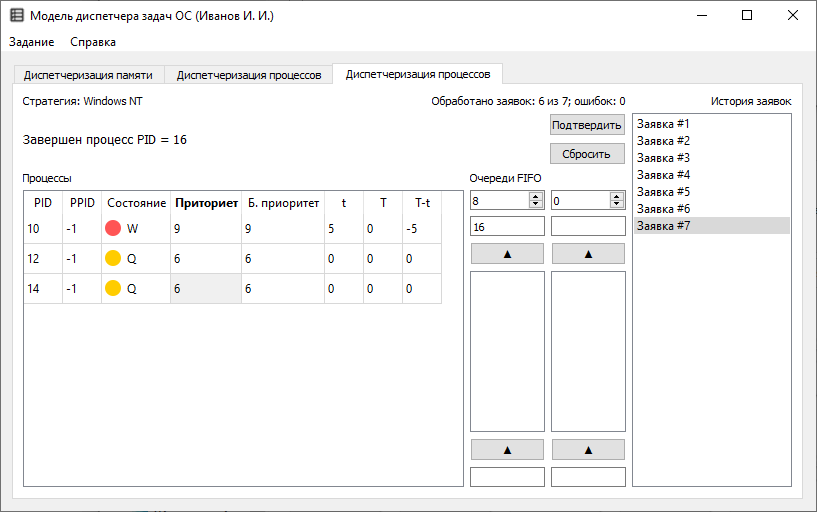 Модель диспетчера задач ОС (Иванов И. И.)
Задание Справка
Диспетчеризация памяти Диспетчеризация процессов Диспетчеризация процессов
Стратегия: Windows NT Обработано заявок: 6 из 7; ошибок: 0 История заявок
Завершен процесс PID = 16
Подтвердить
Сбросить
Процессы Очереди FIFO
PID PPID Состояние Приториет Б. приоритет t T T-t
10 -1 W 9 9 5 0 -5
12 -1 Q 6 6 0 0 0
14 -1 Q 6 6 0 0 0
8 0
16
▲ ▲
▲ ▲
Заявка #1
Заявка #2
Заявка #3
Заявка #4
Заявка #5
Заявка #6
Заявка #7